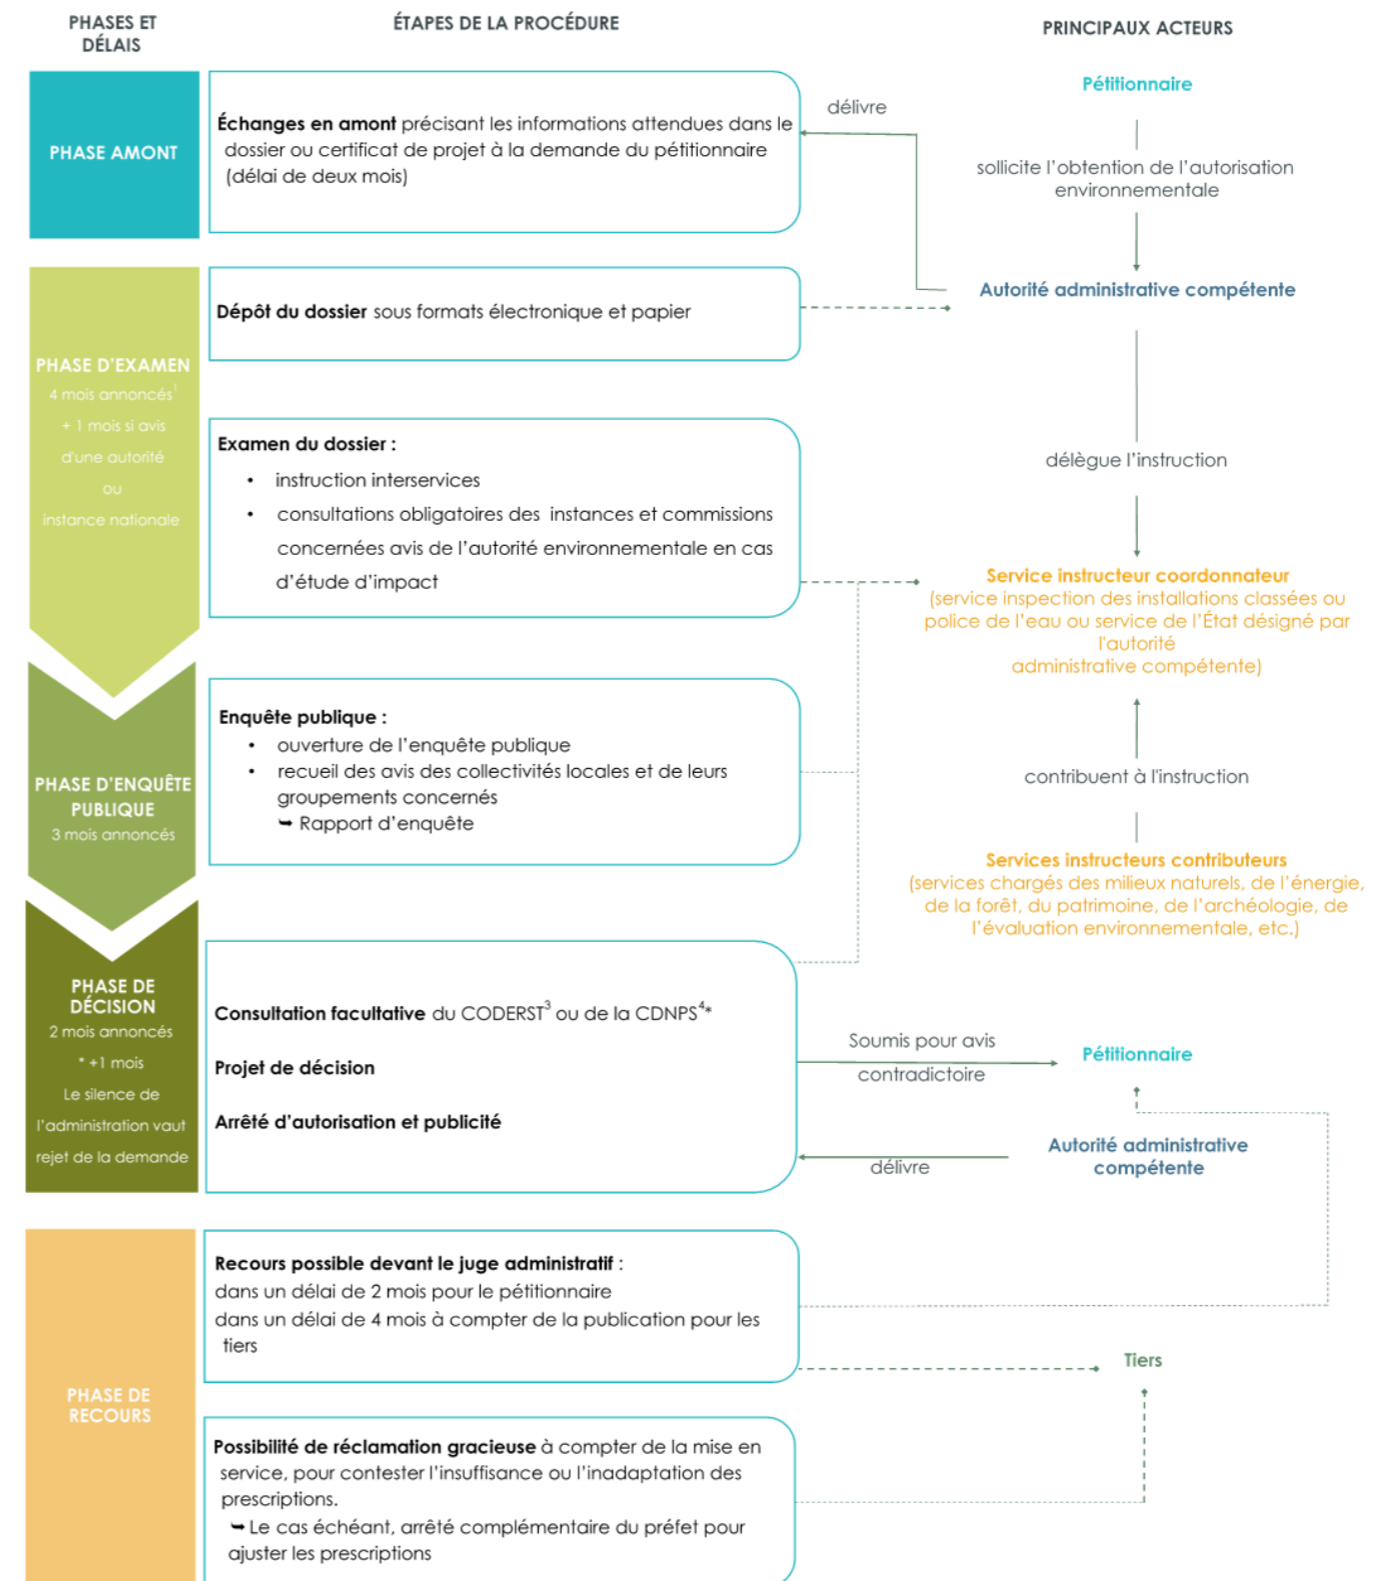 PHASES ET
DÉLAIS
ÉTAPES DE LA PROCÉDURE
PRINCIPAUX ACTEURS
PHASE AMONT
Échanges en amont précisant les informations attendues dans le
dossier ou certificat de projet à la demande du pétitionnaire
(délai de deux mois)
délivre
Pétitionnaire
sollicite l'obtention de l'autorisation
environnementale
Autorité administrative compétente
PHASE D'EXAMEN
4 mois annoncés¹
+ 1 mois si avis
d'une autorité
ou
instance nationale
Dépôt du dossier sous formats électronique et papier
Examen du dossier :
• instruction interservices
• consultations obligatoires des instances et commissions
concernées avis de l'autorité environnementale en cas
d'étude d'impact
délègue l'instruction
Service instructeur coordonnateur
(service inspection des installations classées ou
police de l'eau ou service de l'État désigné par
l'autorité
administrative compétente)
PHASE D'ENQUÊTE
PUBLIQUE
3 mois annoncés
Enquête publique :
• ouverture de l'enquête publique
• recueil des avis des collectivités locales et de leurs
groupements concernés
➥ Rapport d'enquête
contribuent à l'instruction
Services instructeurs contributeurs
(services chargés des milieux naturels, de l'énergie,
de la forêt, du patrimoine, de l'archéologie, de
l'évaluation environnementale, etc.)
PHASE DE
DÉCISION
2 mois annoncés
* +1 mois
Le silence de
l'administration vaut
rejet de la demande
Consultation facultative du CODERST³ ou de la CDNPS⁴*
Projet de décision
Arrêté d'autorisation et publicité
Soumis pour avis
contradictoire
Pétitionnaire
délivre
Autorité administrative
compétente
PHASE DE
RECOURS
Recours possible devant le juge administratif :
dans un délai de 2 mois pour le pétitionnaire
dans un délai de 4 mois à compter de la publication pour les
tiers
Tiers
Possibilité de réclamation gracieuse à compter de la mise en
service, pour contester l'insuffisance ou l'inadaptation des
prescriptions.
➥ Le cas échéant, arrêté complémentaire du préfet pour
ajuster les prescriptions